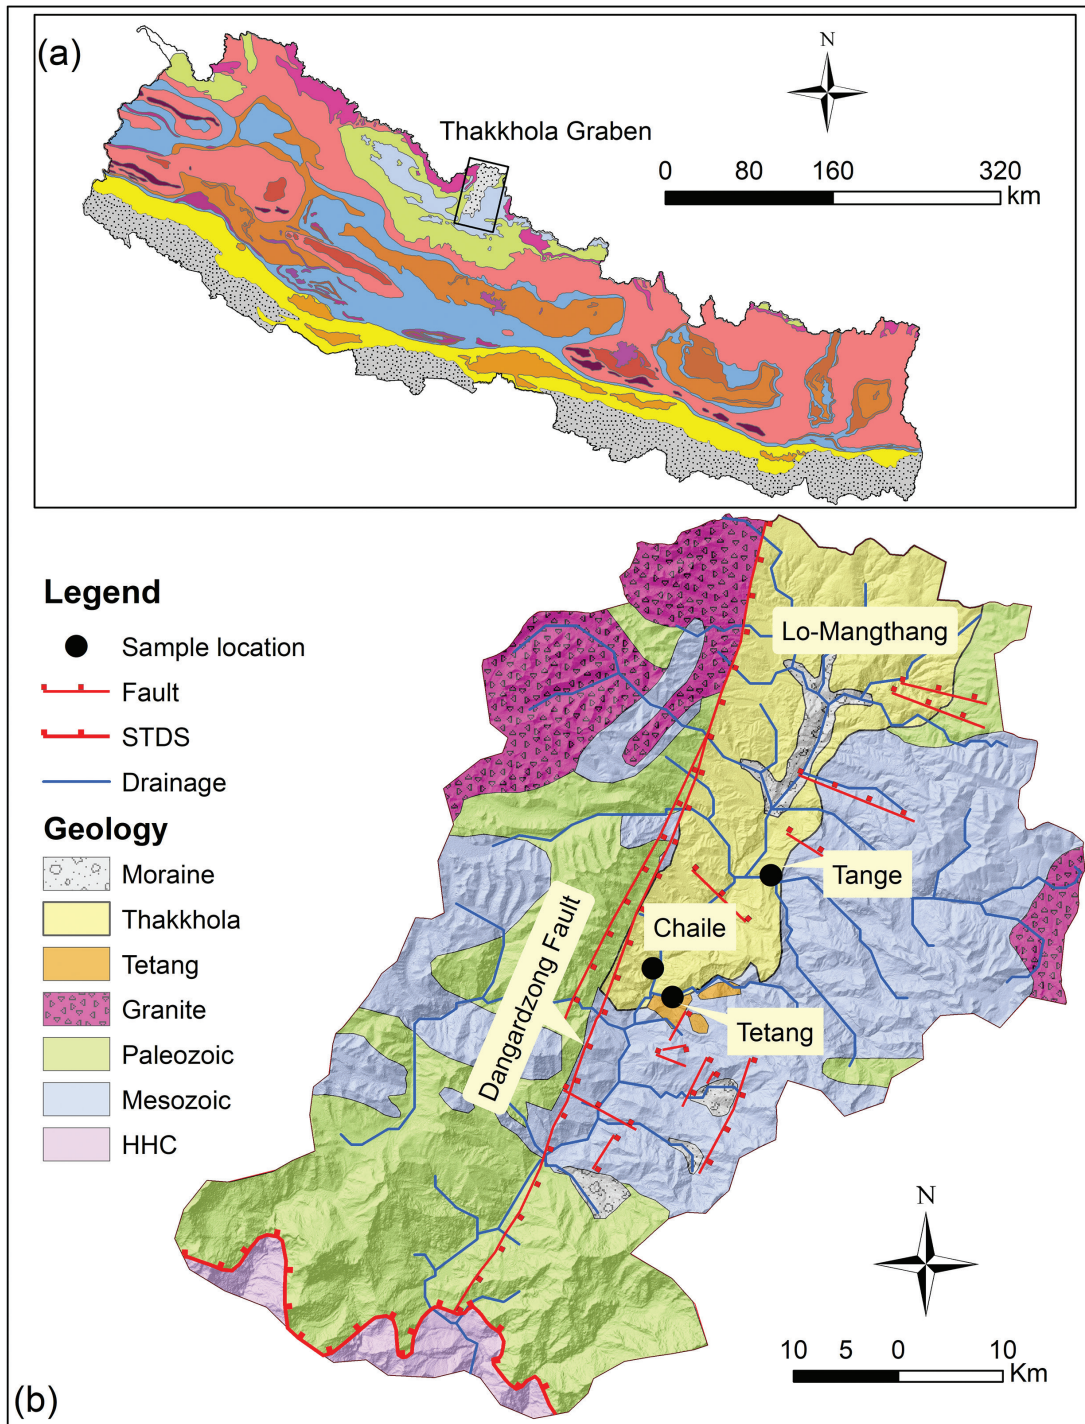 (a)
N
Thakkhola Graben
0 80 160 320
km
Legend
Sample location
Fault
STDS
Drainage
Geology
Moraine
Thakkhola
Tetang
Granite
Paleozoic
Mesozoic
HHC
Lo-Mangthang
Tange
Chaile
Dangardzong Fault
Tetang
N
10 5 0 10
Km
(b)